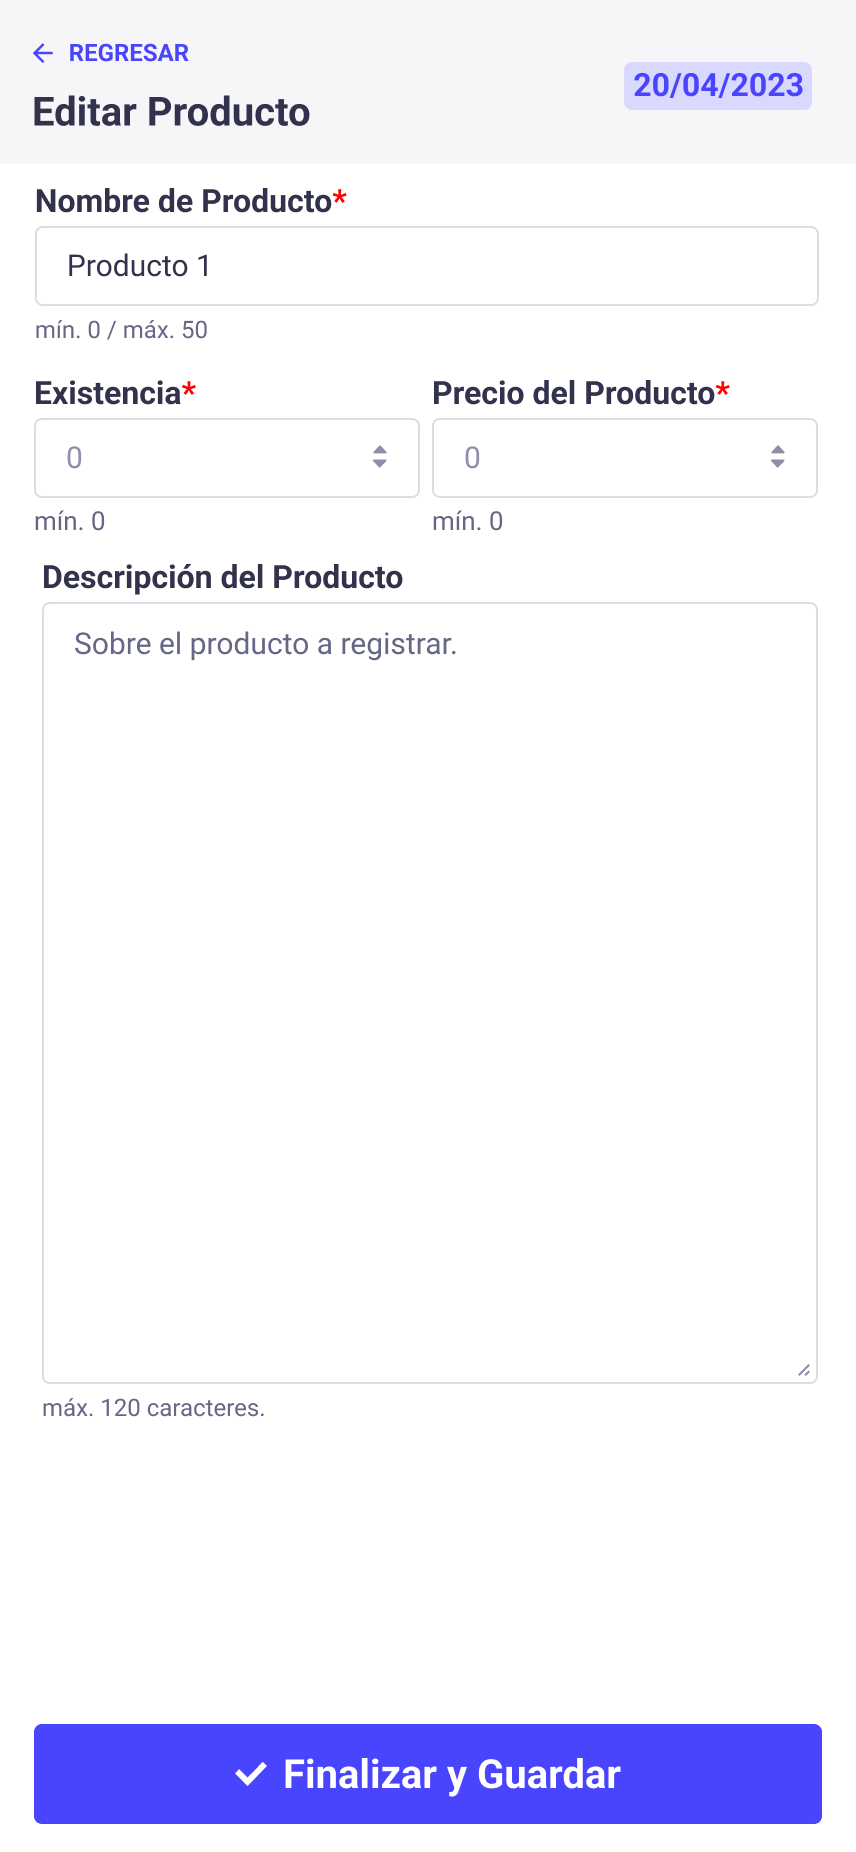 REGRESAR
20/04/2023
Editar Producto
Nombre de Producto*
Producto 1
mín. 0 / máx. 50
Existencia*
Precio del Producto*
0
0
mín. 0
mín. 0
Descripción del Producto
Sobre el producto a registrar.
máx. 120 caracteres.
Finalizar y Guardar